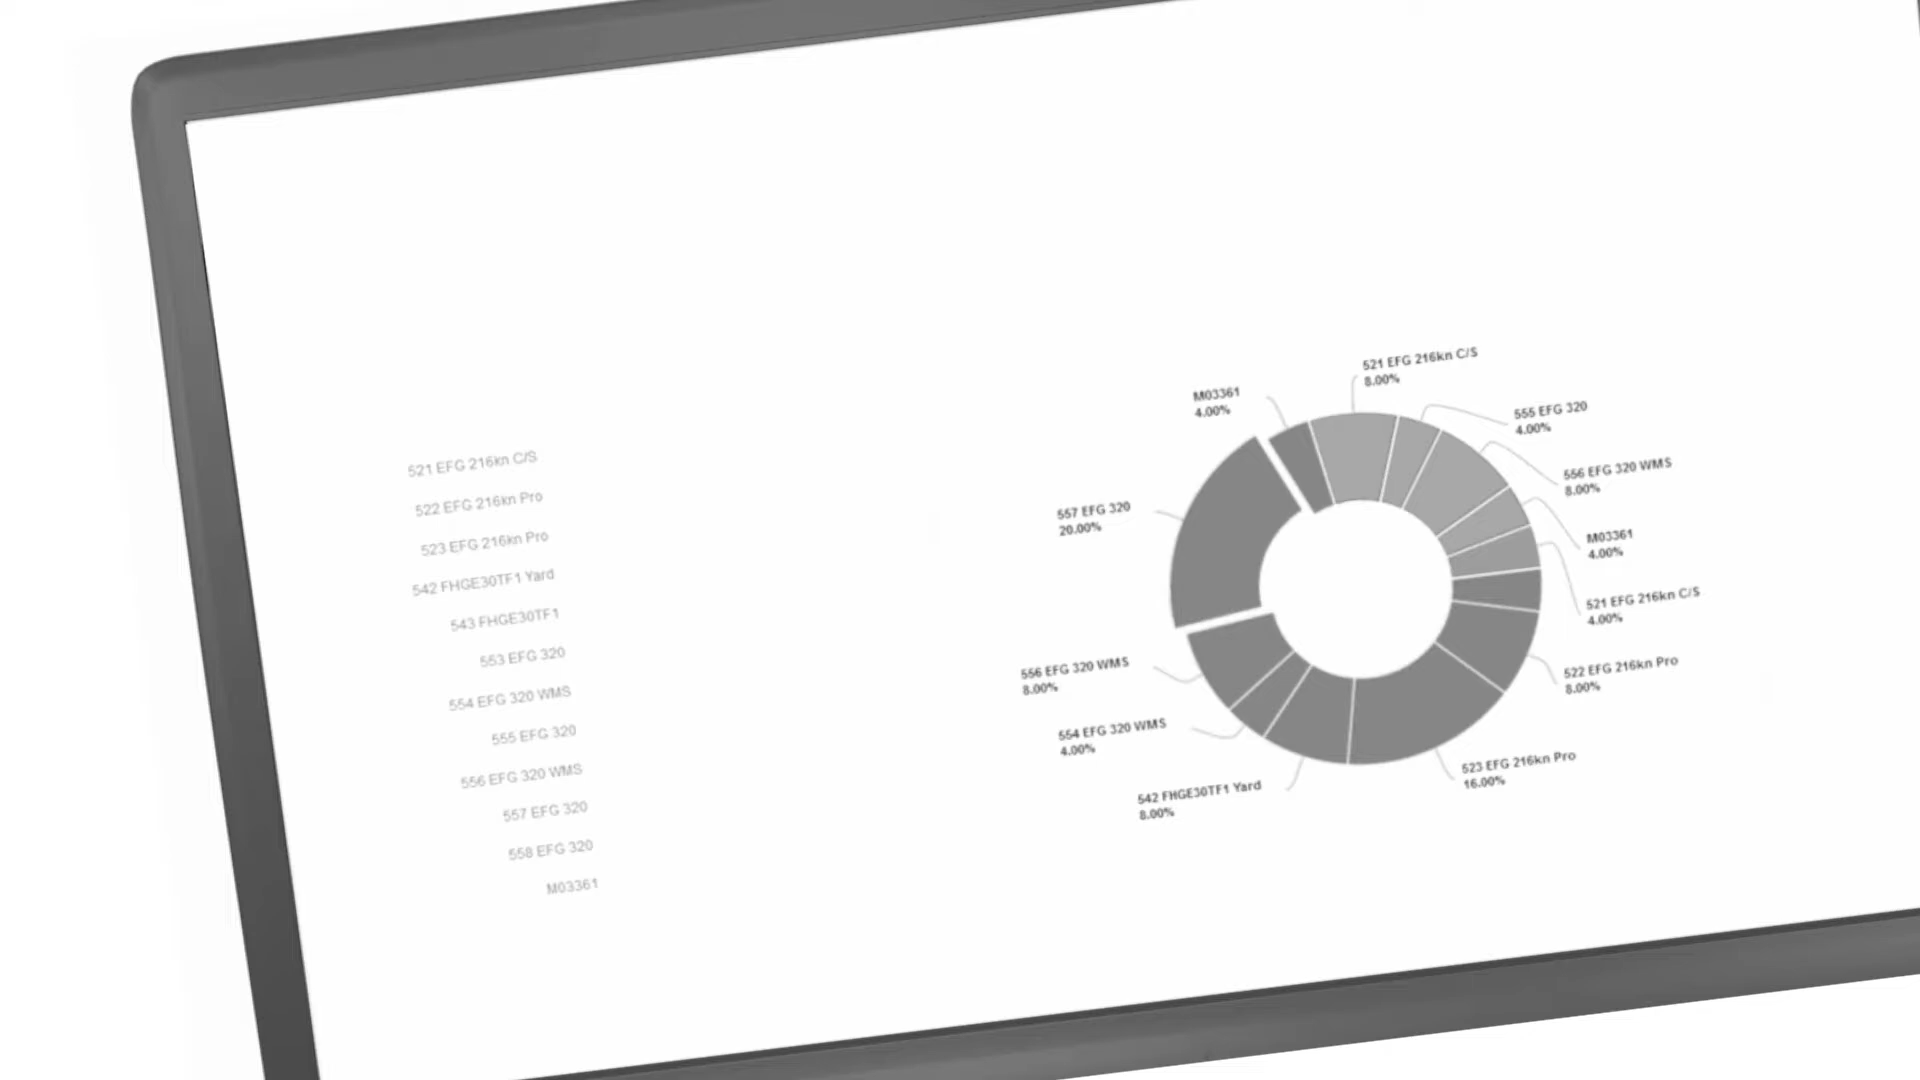 521 EFG 216kn C/S
522 EFG 216kn Pro
523 EFG 216kn Pro
542 FHGE30TF1 Yard
543 FHGE30TF1
553 EFG 320
554 EFG 320 WMS
555 EFG 320
556 EFG 320 WMS
557 EFG 320
558 EFG 320
M03361
521 EFG 216kn C/S
8.00%
555 EFG 320
4.00%
556 EFG 320 WMS
8.00%
M03361
4.00%
521 EFG 216kn C/S
4.00%
522 EFG 216kn Pro
8.00%
523 EFG 216kn Pro
16.00%
542 FHGE30TF1 Yard
8.00%
554 EFG 320 WMS
4.00%
556 EFG 320 WMS
8.00%
557 EFG 320
20.00%
M03361
4.00%